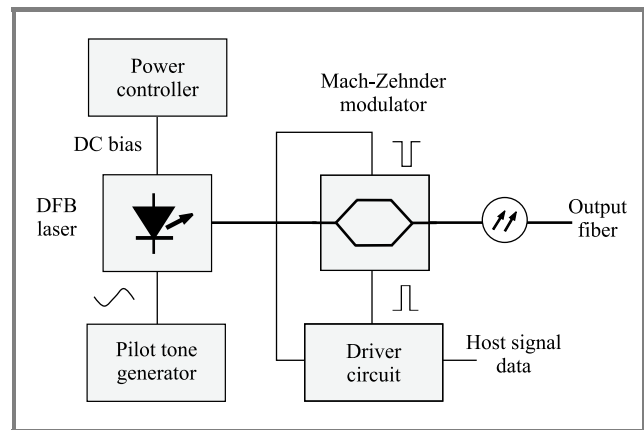 Power
controller
Mach-Zehnder
modulator
DC bias
DFB
laser
Output
fiber
Pilot tone
generator
Driver
circuit
Host signal
data